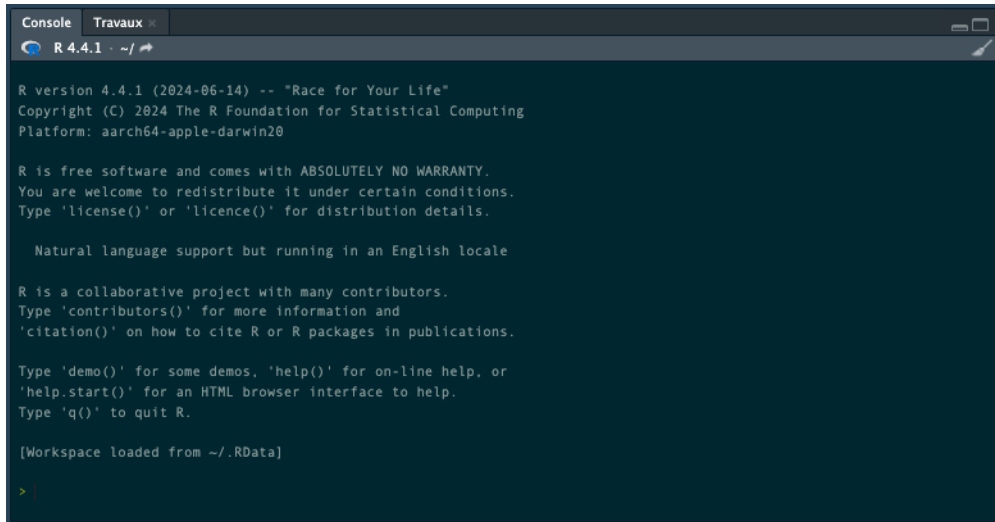 Console Travaux ×
R 4.4.1 · ~/
R version 4.4.1 (2024-06-14) -- "Race for Your Life"
Copyright (C) 2024 The R Foundation for Statistical Computing
Platform: aarch64-apple-darwin20
R is free software and comes with ABSOLUTELY NO WARRANTY.
You are welcome to redistribute it under certain conditions.
Type 'license()' or 'licence()' for distribution details.
Natural language support but running in an English locale
R is a collaborative project with many contributors.
Type 'contributors()' for more information and
'citation()' on how to cite R or R packages in publications.
Type 'demo()' for some demos, 'help()' for on-line help, or
'help.start()' for an HTML browser interface to help.
Type 'q()' to quit R.
[Workspace loaded from ~/.RData]
>